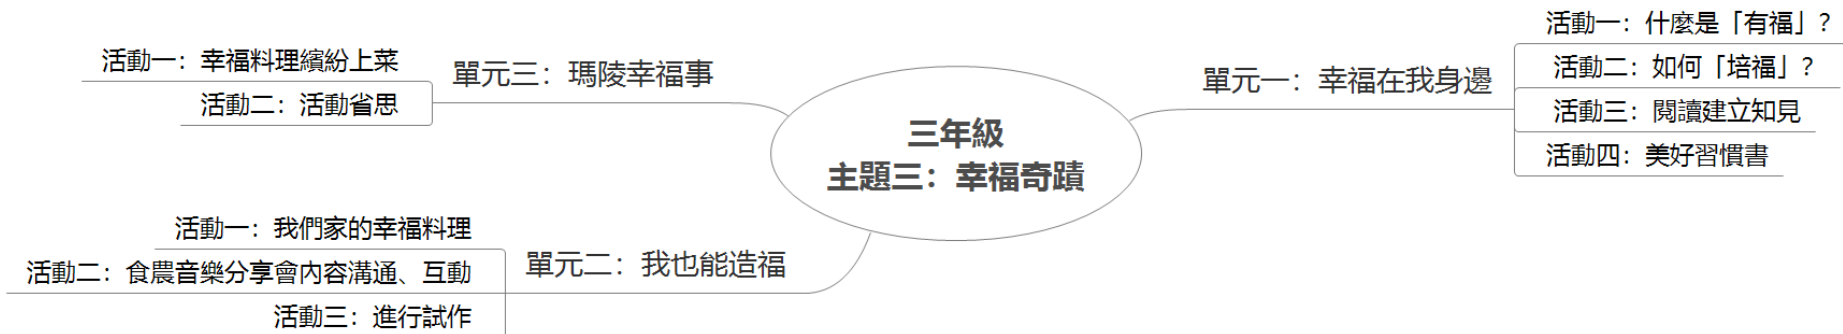 三年級
主題三：幸福奇蹟
單元一：幸福在我身邊
活動一：什麼是「有福」？
活動二：如何「培福」？
活動三：閱讀建立知見
活動四：美好習慣書
單元二：我也能造福
活動一：我們家的幸福料理
活動二：食農音樂分享會內容溝通、互動
活動三：進行試作
單元三：瑪陵幸福事
活動一：幸福料理繽紛上菜
活動二：活動省思